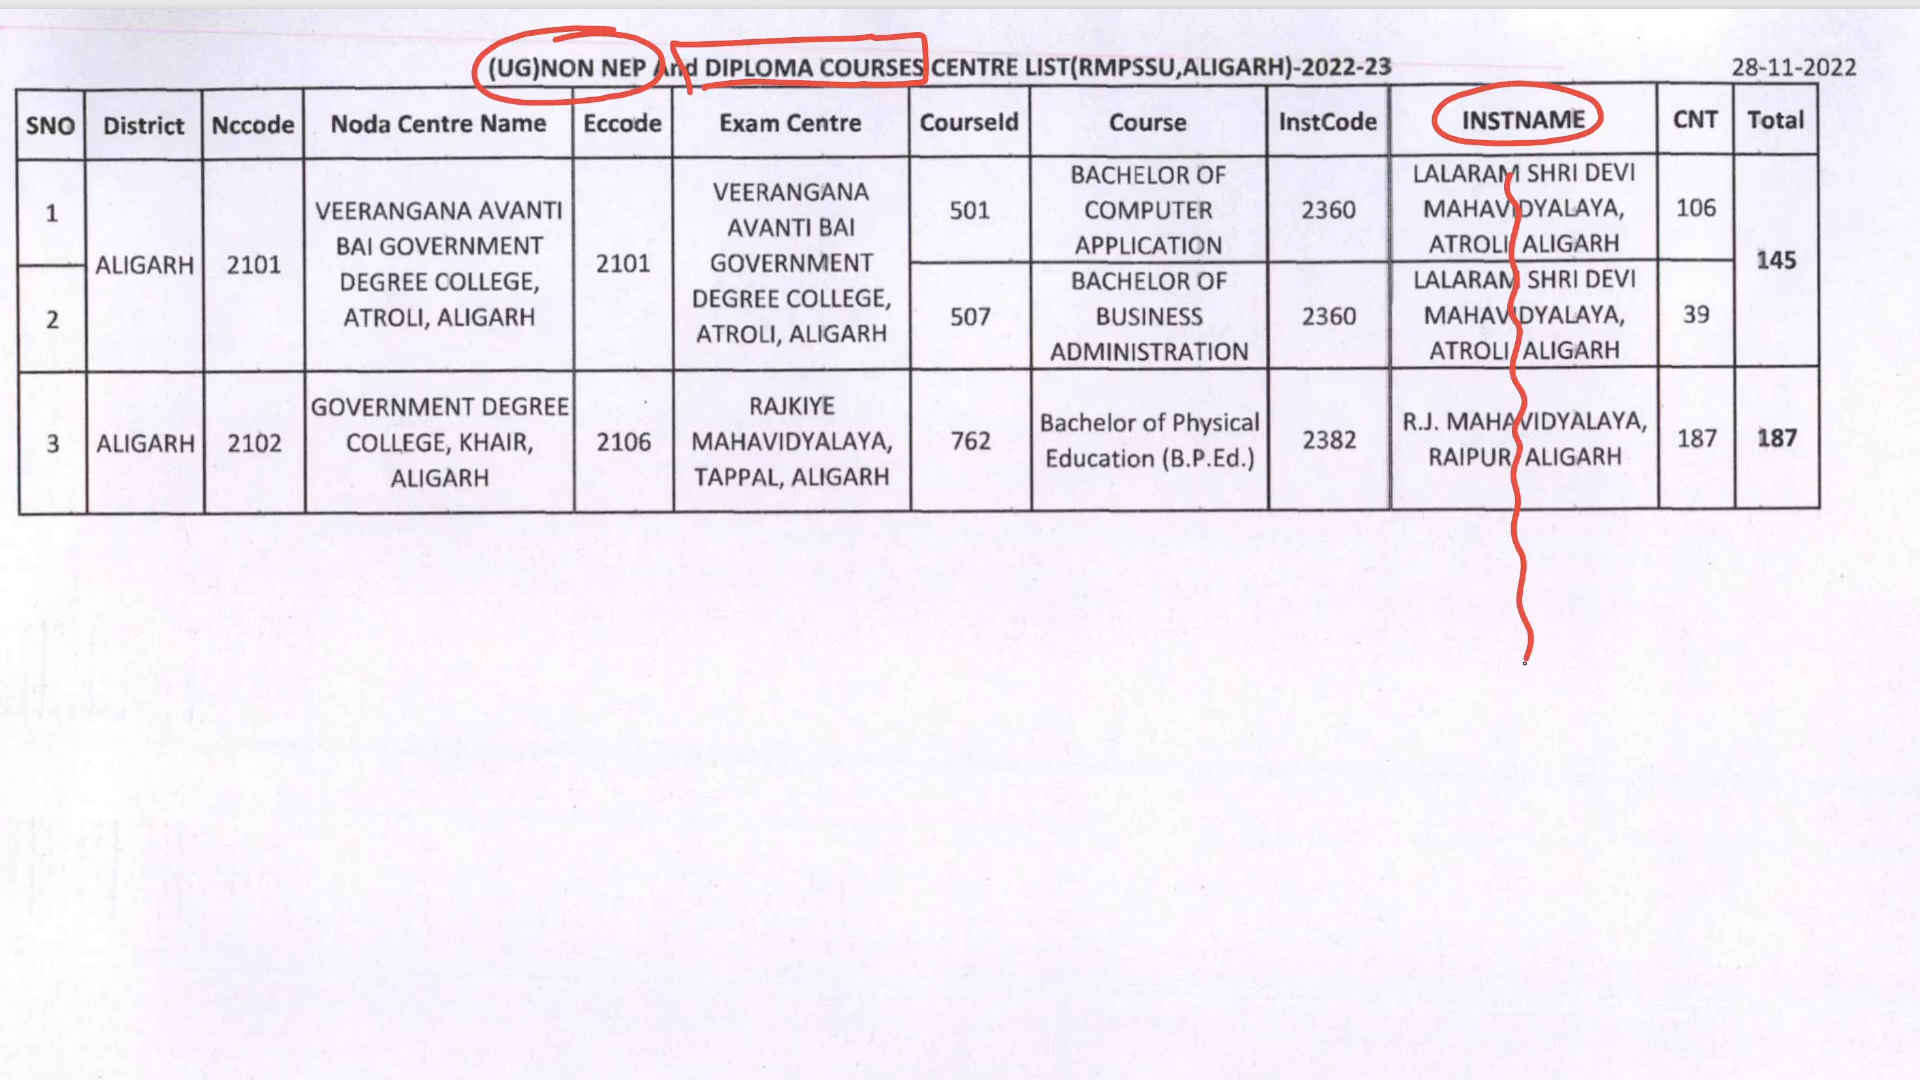 (UG)NON NEP And DIPLOMA COURSES CENTRE LIST(RMPSSU,ALIGARH)-2022-23
28-11-2022
SNO District Nccode Noda Centre Name Eccode Exam Centre CourseId Course InstCode INSTNAME CNT Total
1
2
ALIGARH
2101
VEERANGANA AVANTI
BAI GOVERNMENT
DEGREE COLLEGE,
ATROLI, ALIGARH
2101
VEERANGANA
AVANTI BAI
GOVERNMENT
DEGREE COLLEGE,
ATROLI, ALIGARH
501
BACHELOR OF
COMPUTER
APPLICATION
2360
LALARAM SHRI DEVI
MAHAVIDYALAYA,
ATROLI, ALIGARH
106
507
BACHELOR OF
BUSINESS
ADMINISTRATION
2360
LALARAM SHRI DEVI
MAHAVIDYALAYA,
ATROLI, ALIGARH
39
145
3
ALIGARH
2102
GOVERNMENT DEGREE
COLLEGE, KHAIR,
ALIGARH
2106
RAJKIYE
MAHAVIDYALAYA,
TAPPAL, ALIGARH
762
Bachelor of Physical
Education (B.P.Ed.)
2382
R.J. MAHAVIDYALAYA,
RAIPUR, ALIGARH
187
187